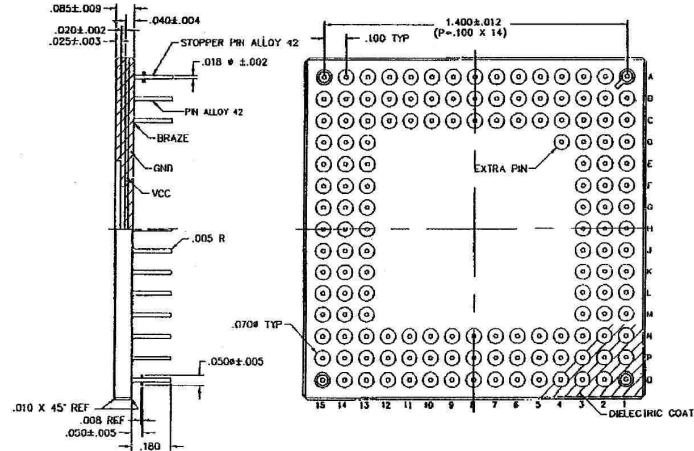 .085±.009
.040±.004
.020±.002
.025±.003
STOPPER PIN ALLOY 42
.018 ø ±.002
PIN ALLOY 42
BRAZE
GND
VCC
.005 R
.050ø±.005
.010 X 45° REF
.008 REF
.050±.005
.180
1.400±.012
(P=.100 X 14)
.100 TYP
EXTRA PIN
.070ø TYP
DIELECTRIC COAT
A
B
C
D
E
F
G
H
J
K
L
M
N
P
Q
15 14 13 12 11 10 9 8 7 6 5 4 3 2 1